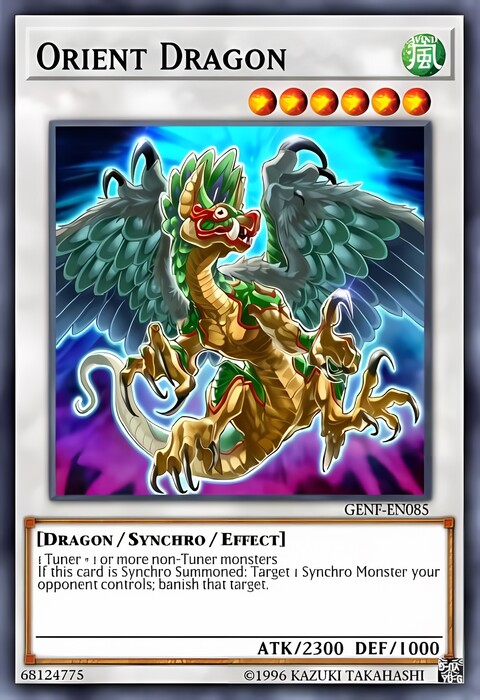 ORIENT DRAGON
風
GENF-EN085
[DRAGON / SYNCHRO / EFFECT]
1 Tuner + 1 or more non-Tuner monsters
If this card is Synchro Summoned: Target 1 Synchro Monster your
opponent controls; banish that target.
ATK/2300 DEF/1000
68124775
©1996 KAZUKI TAKAHASHI